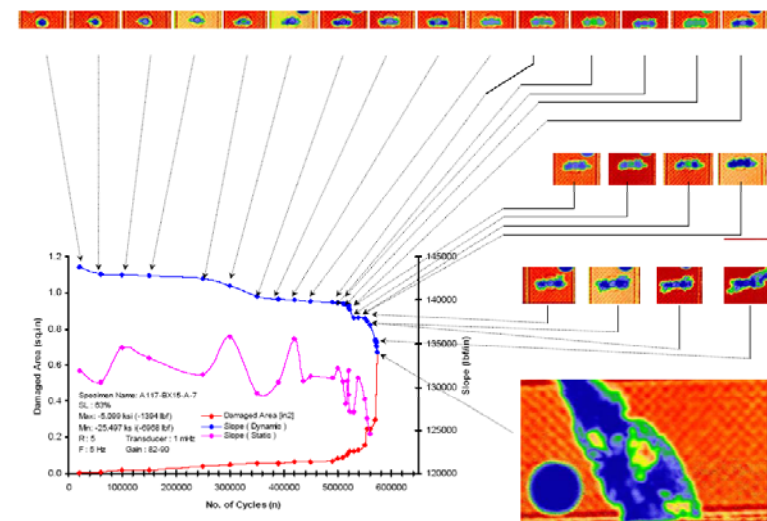 1.2
1.0
0.8
0.6
0.4
0.2
0.0
Damaged Area (sq.in)
145000
140000
135000
130000
125000
120000
Slope (lbf/in)
Specimen Name: A117-BX15-A-7
SL : 63%
Max: -5.099 ksi (-1394 lbf)
Min: -25.497 ksi (-6968 lbf)
R : 5 Transducer : 1 mHz
F : 5 Hz Gain : 82-90
Damaged Area [in2]
Slope ( Dynamic )
Slope ( Static )
0 100000 200000 300000 400000 500000 600000
No. of Cycles (n)